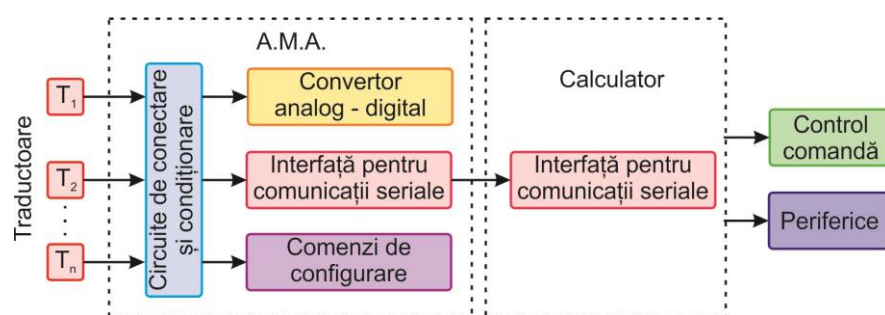 A.M.A.
Traductoare
T1
T2
Tn
Circuite de conectare
și condiționare
Convertor
analog - digital
Interfață pentru
comunicații seriale
Comenzi de
configurare
Calculator
Interfață pentru
comunicații seriale
Control
comandă
Periferice